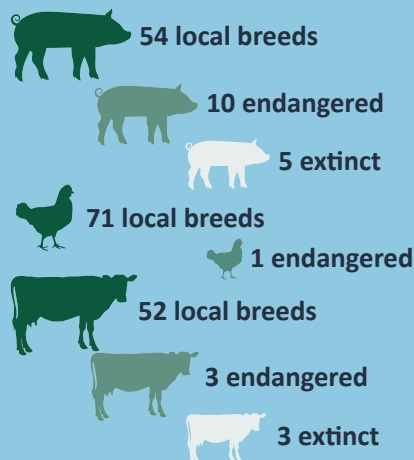 54 local breeds
10 endangered
5 extinct
71 local breeds
1 endangered
52 local breeds
3 endangered
3 extinct